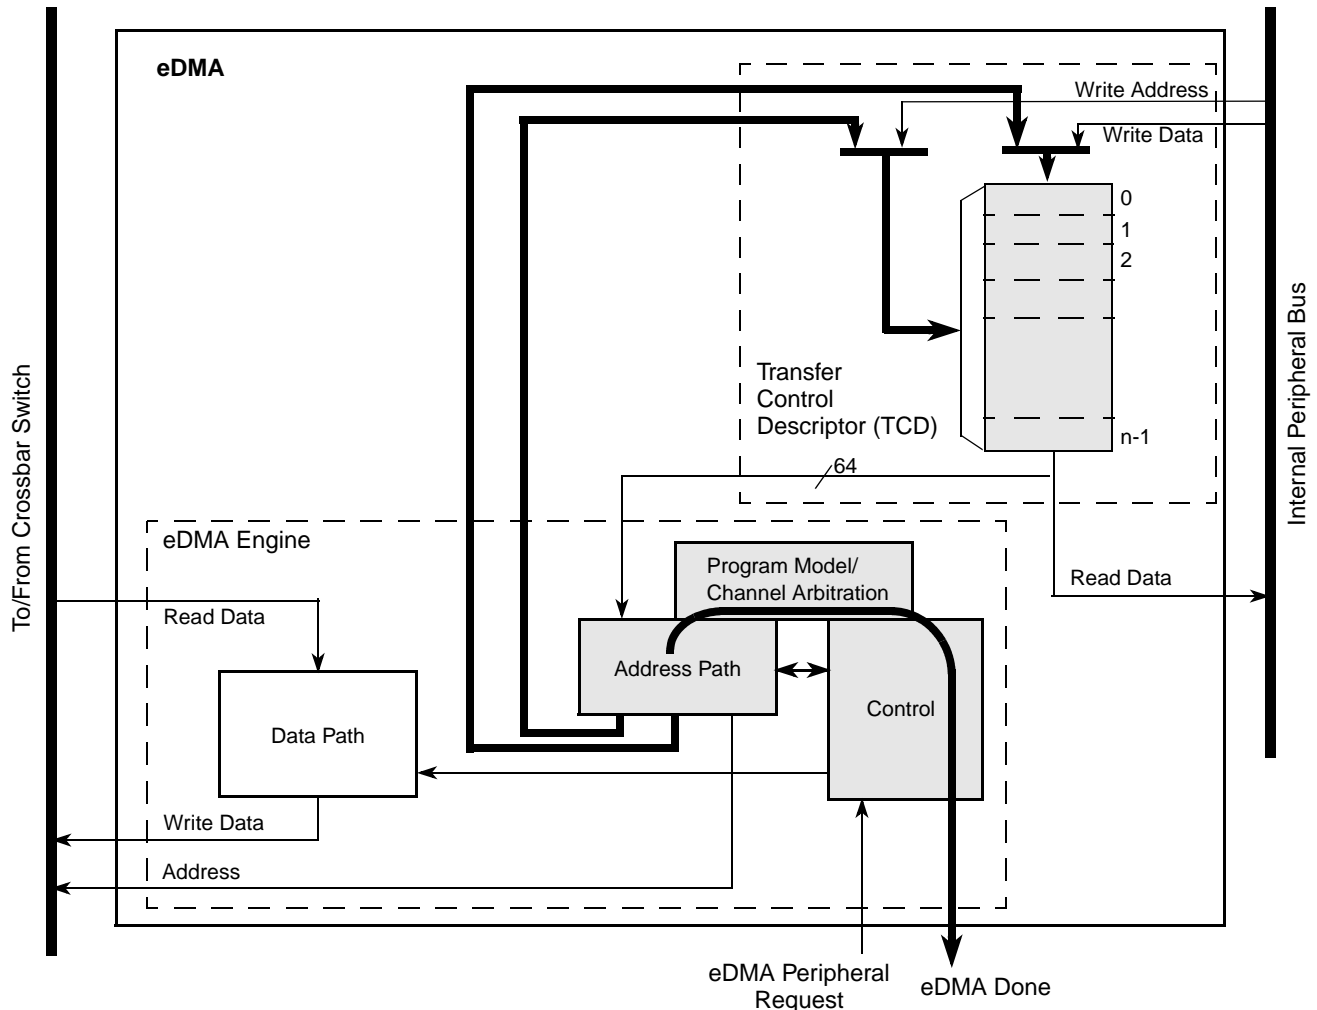 eDMA
Write Address
Write Data
0
1
2
n-1
Transfer
Control
Descriptor (TCD)
64
To/From Crossbar Switch
Internal Peripheral Bus
eDMA Engine
Program Model/
Channel Arbitration
Read Data
Read Data
Address Path
Control
Data Path
Write Data
Address
eDMA Peripheral
Request
eDMA Done